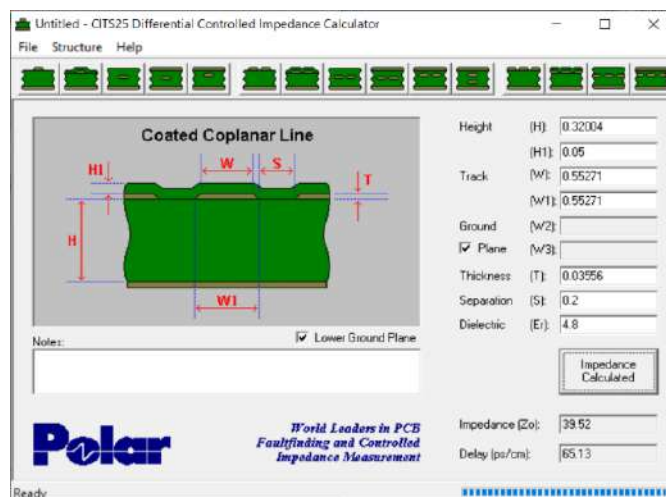 Untitled - CITS25 Differential Controlled Impedance Calculator
File Structure Help
Coated Coplanar Line
H1 W S T
H
W1
Notes:
Lower Ground Plane
Height (H): 0.32004
(H1): 0.05
Track (W): 0.55271
(W1): 0.55271
Ground (W2):
Plane (W3):
Thickness (T): 0.03556
Separation (S): 0.2
Dielectric (Er): 4.8
Impedance
Calculated
Polar
World Leaders in PCB
Faultfinding and Controlled
Impedance Measurement
Impedance (Zo): 39.52
Delay (ps/cm): 65.13
Ready